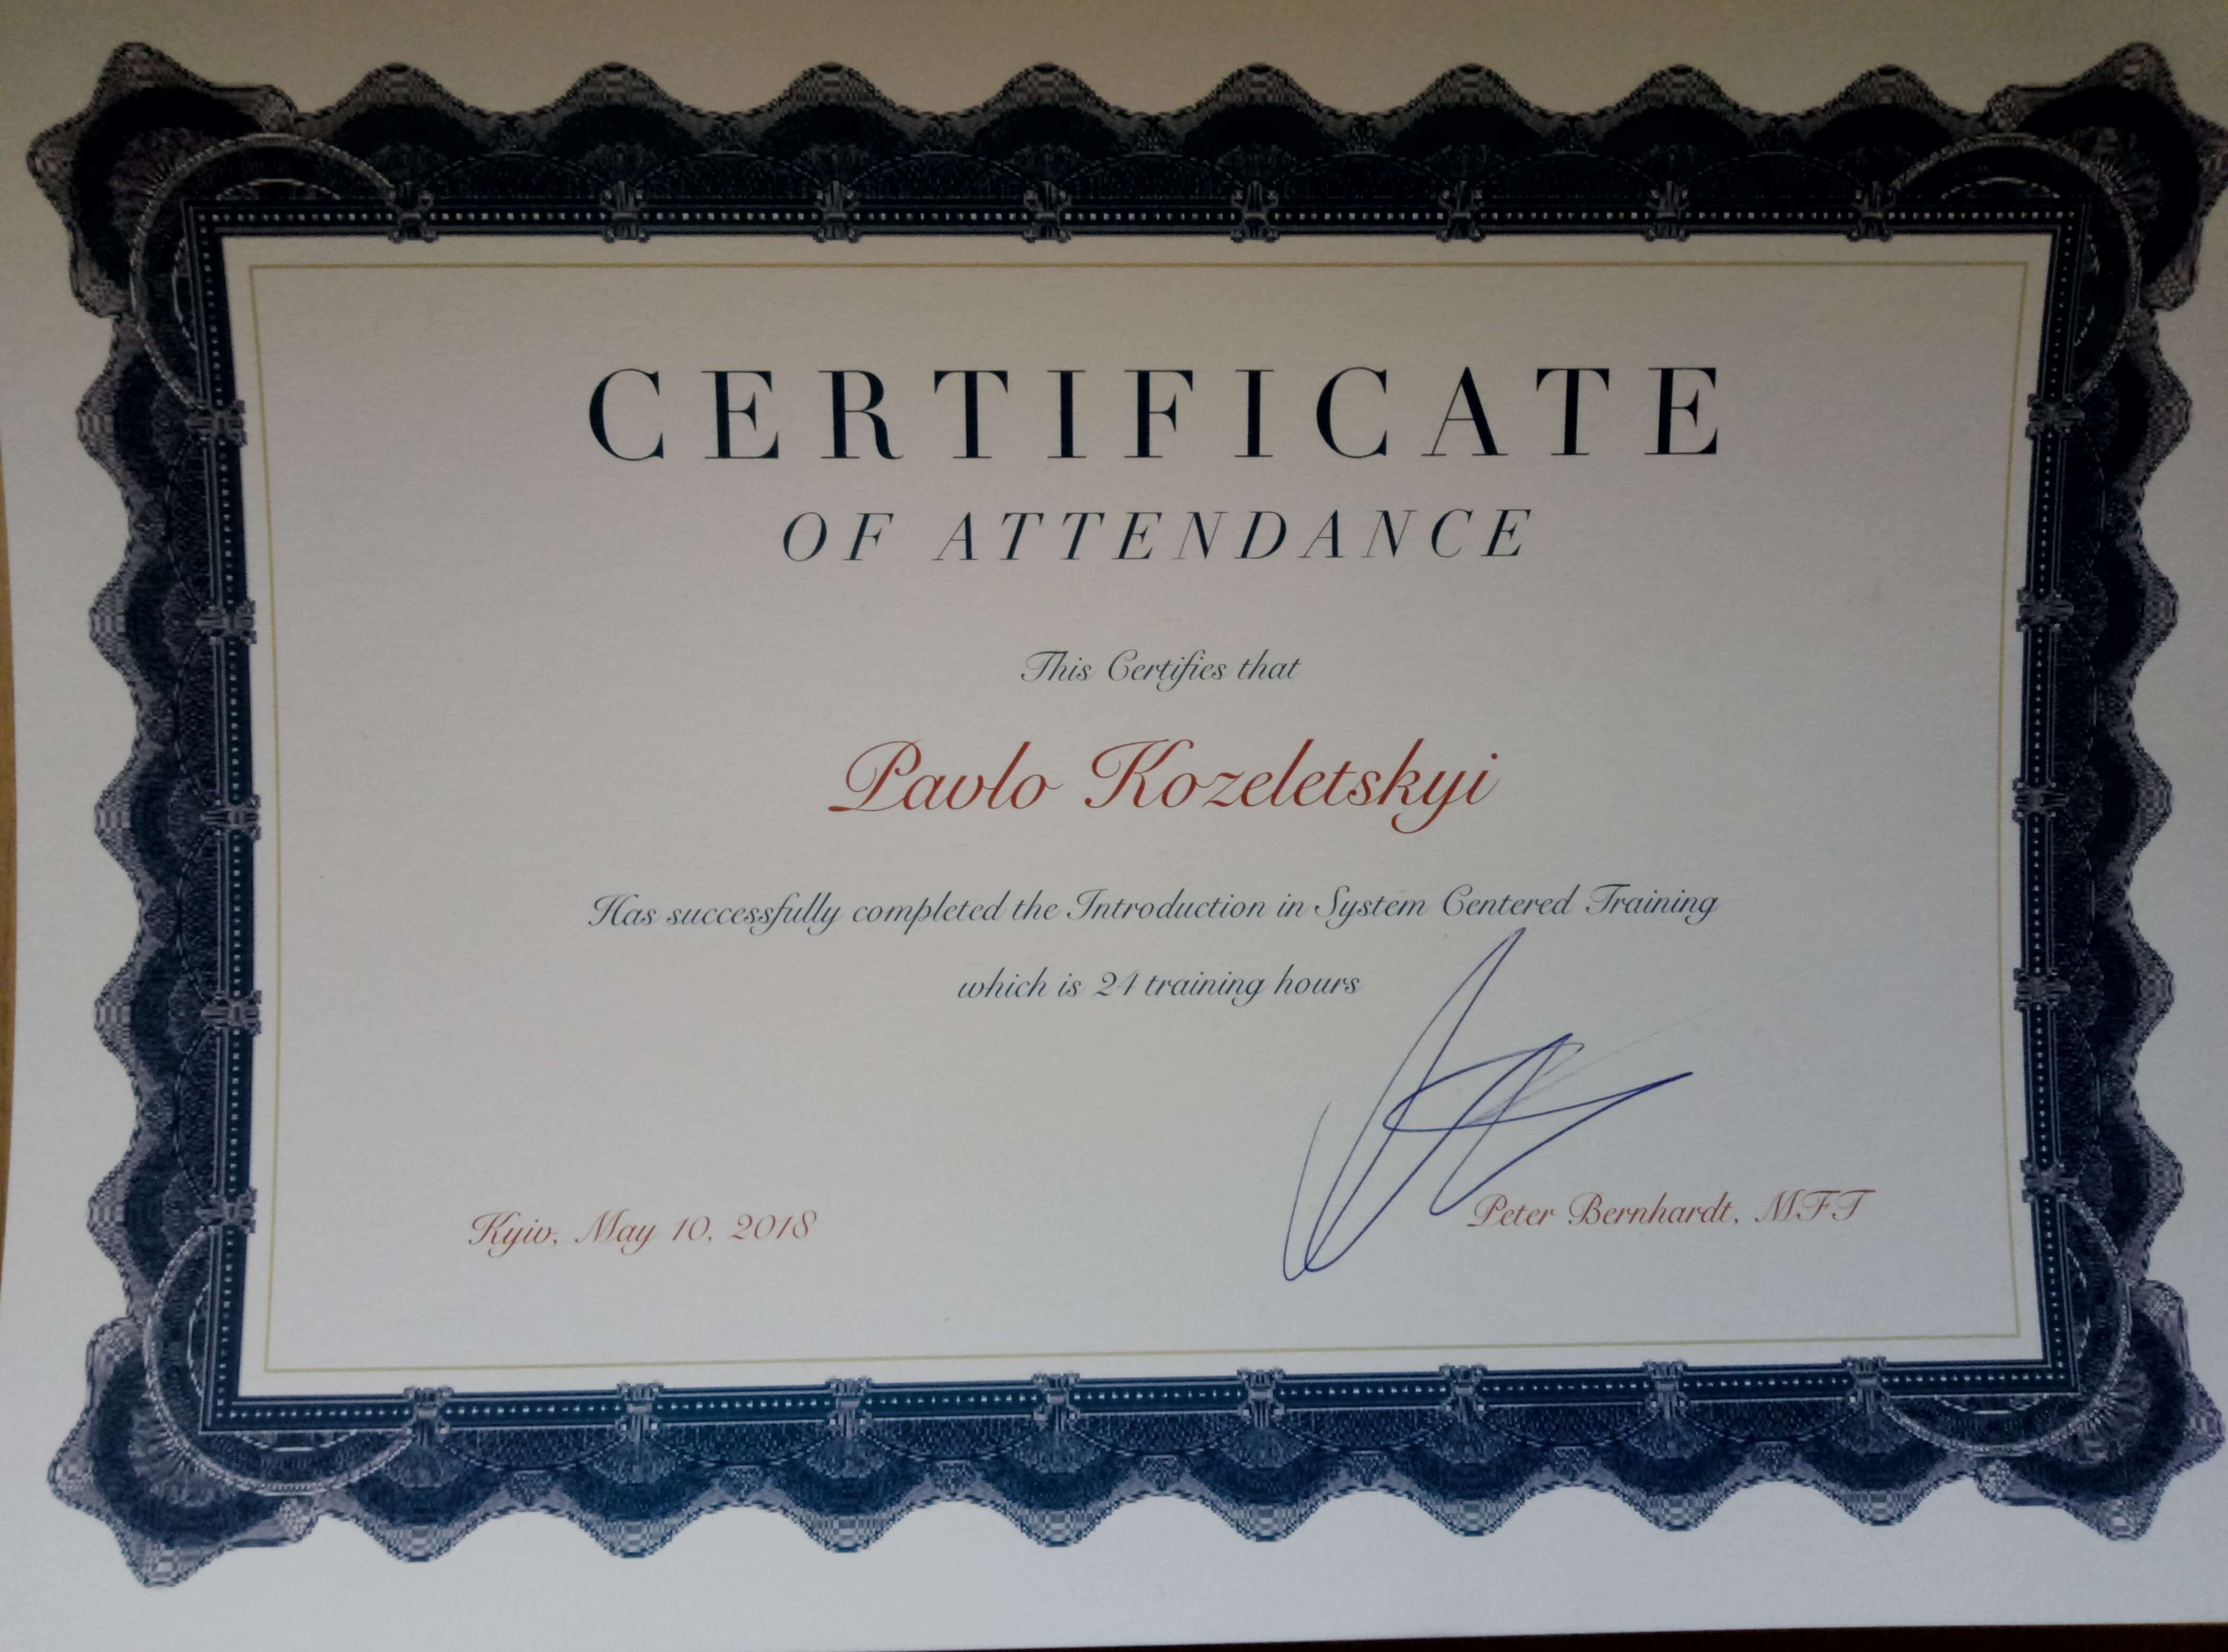 CERTIFICATE
OF ATTENDANCE
This Certifies that
Pavlo Kozeletskyi
Has successfully completed the Introduction in System Centered Training
which is 24 training hours
Kyiv, May 10, 2018
Peter Bernhardt, MFT